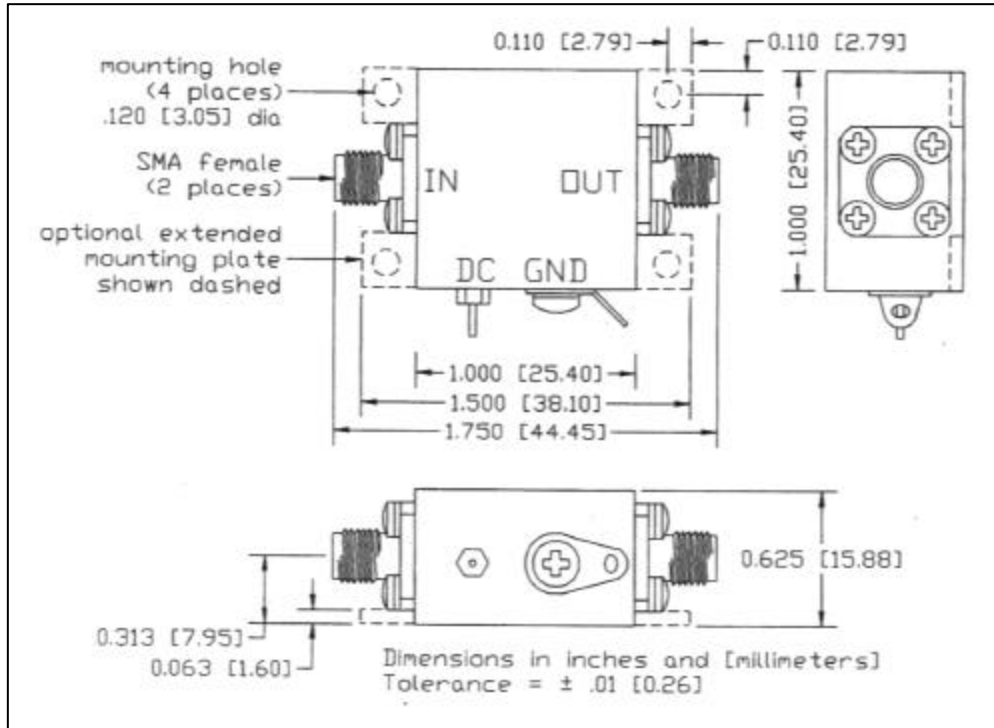 0.110 [2.79]
0.110 [2.79]
mounting hole
(4 places)
.120 [3.05] dia
SMA female
(2 places)
IN
OUT
1.000 [25.40]
optional extended
mounting plate
shown dashed
DC
GND
1.000 [25.40]
1.500 [38.10]
1.750 [44.45]
0.625 [15.88]
0.313 [7.95]
0.063 [1.60]
Dimensions in inches and [millimeters]
Tolerance = ± .01 [0.26]